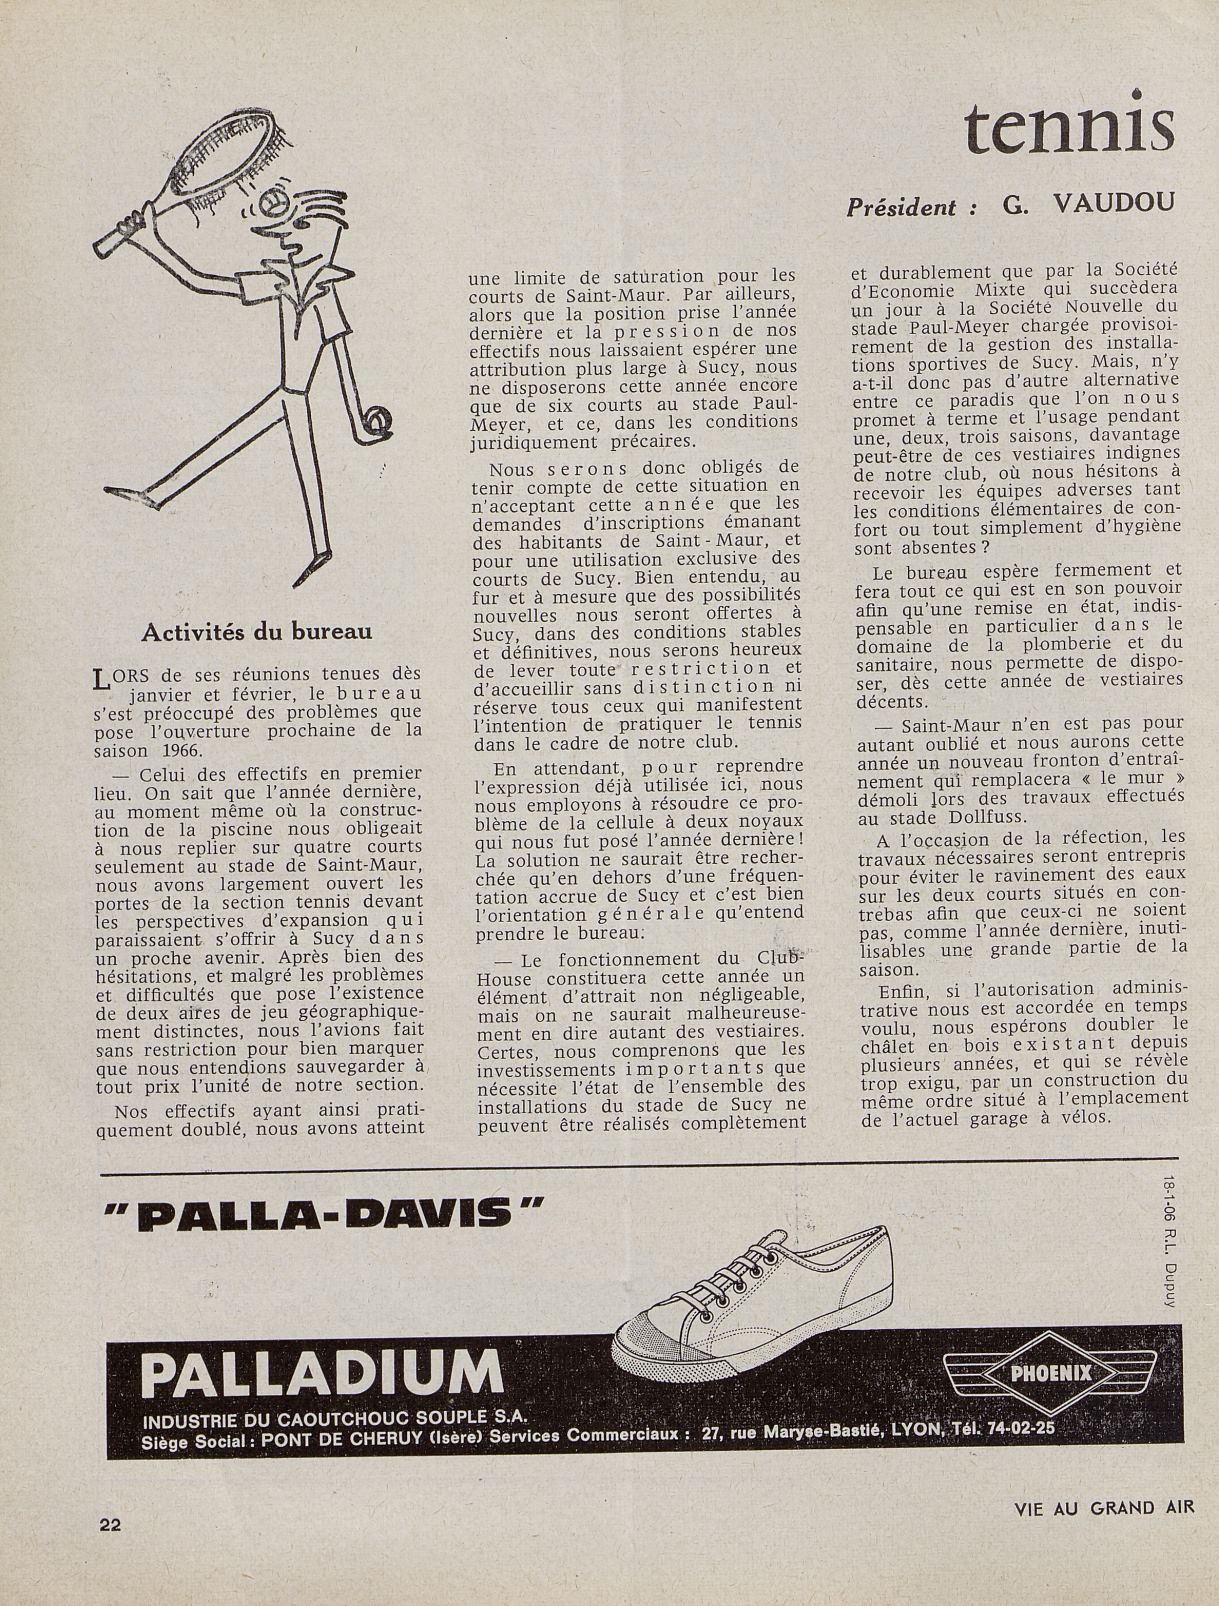 tennis
Président : G. VAUDOU
Activités du bureau
LORS de ses réunions tenues dès
janvier et février, le bureau
s'est préoccupé des problèmes que
pose l'ouverture prochaine de la
saison 1966.
— Celui des effectifs en premier
lieu. On sait que l'année dernière,
au moment même où la construc-
tion de la piscine nous obligeait
à nous replier sur quatre courts
seulement au stade de Saint-Maur,
nous avons largement ouvert les
portes de la section tennis devant
les perspectives d'expansion qui
paraissaient s'offrir à Sucy dans
un proche avenir. Après bien des
hésitations, et malgré les problèmes
et difficultés que pose l'existence
de deux aires de jeu géographique-
ment distinctes, nous l'avions fait
sans restriction pour bien marquer
que nous entendions sauvegarder à
tout prix l'unité de notre section.
Nos effectifs ayant ainsi prati-
quement doublé, nous avons atteint
une limite de saturation pour les
courts de Saint-Maur. Par ailleurs,
alors que la position prise l'année
dernière et la pression de nos
effectifs nous laissaient espérer une
attribution plus large à Sucy, nous
ne disposerons cette année encore
que de six courts au stade Paul-
Meyer, et ce, dans les conditions
juridiquement précaires.
Nous serons donc obligés de
tenir compte de cette situation en
n'acceptant cette année que les
demandes d'inscriptions émanant
des habitants de Saint-Maur, et
pour une utilisation exclusive des
courts de Sucy. Bien entendu, au
fur et à mesure que des possibilités
nouvelles nous seront offertes à
Sucy, dans des conditions stables
et définitives, nous serons heureux
de lever toute restriction et
d'accueillir sans distinction ni
réserve tous ceux qui manifestent
l'intention de pratiquer le tennis
dans le cadre de notre club.
En attendant, pour reprendre
l'expression déjà utilisée ici, nous
nous employons à résoudre ce pro-
blème de la cellule à deux noyaux
qui nous fut posé l'année dernière !
La solution ne saurait être recher-
chée qu'en dehors d'une fréquen-
tation accrue de Sucy et c'est bien
l'orientation générale qu'entend
prendre le bureau.
— Le fonctionnement du Club-
House constituera cette année un
élément d'attrait non négligeable,
mais on ne saurait malheureuse-
ment en dire autant des vestiaires.
Certes, nous comprenons que les
investissements importants que
nécessite l'état de l'ensemble des
installations du stade de Sucy ne
peuvent être réalisés complètement
et durablement que par la Société
d'Economie Mixte qui succèdera
un jour à la Société Nouvelle du
stade Paul-Meyer chargée provisoi-
rement de la gestion des installa-
tions sportives de Sucy. Mais, n'y
a-t-il donc pas d'autre alternative
entre ce paradis que l'on nous
promet à terme et l'usage pendant
une, deux, trois saisons, davantage
peut-être de ces vestiaires indignes
de notre club, où nous hésitons à
recevoir les équipes adverses tant
les conditions élémentaires de con-
fort ou tout simplement d'hygiène
sont absentes ?
Le bureau espère fermement et
fera tout ce qui est en son pouvoir
afin qu'une remise en état, indis-
pensable en particulier dans le
domaine de la plomberie et du
sanitaire, nous permette de dispo-
ser, dès cette année de vestiaires
décents.
— Saint-Maur n'en est pas pour
autant oublié et nous aurons cette
année un nouveau fronton d'entraî-
nement qui remplacera « le mur »
démoli lors des travaux effectués
au stade Dollfuss.
A l'occasion de la réfection, les
travaux nécessaires seront entrepris
pour éviter le ravinement des eaux
sur les deux courts situés en con-
trebas afin que ceux-ci ne soient
pas, comme l'année dernière, inuti-
lisables une grande partie de la
saison.
Enfin, si l'autorisation adminis-
trative nous est accordée en temps
voulu, nous espérons doubler le
châlet en bois existant depuis
plusieurs années, et qui se révèle
trop exigu, par un construction du
même ordre situé à l'emplacement
de l'actuel garage à vélos.
"PALLA-DAVIS"
18-1-06 R.L. Dupuy
PALLADIUM
PHOENIX
INDUSTRIE DU CAOUTCHOUC SOUPLE S.A.
Siège Social : PONT DE CHERUY (Isère) Services Commerciaux : 27, rue Maryse-Bastié, LYON, Tél. 74-02-25
VIE AU GRAND AIR
22